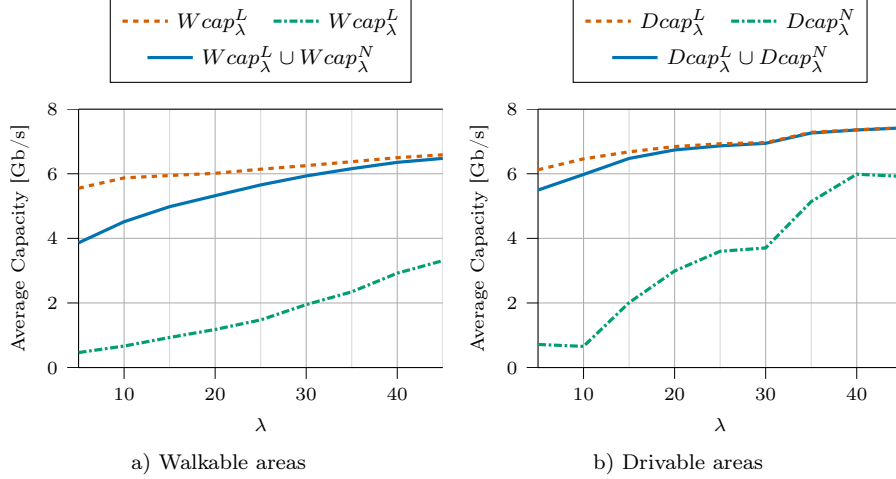 Wcap^L_λ Wcap^L_λ
Wcap^L_λ ∪ Wcap^N_λ
Dcap^L_λ Dcap^N_λ
Dcap^L_λ ∪ Dcap^N_λ
Average Capacity [Gb/s]
8
6
4
2
0
10 20 30 40
λ
a) Walkable areas
Average Capacity [Gb/s]
8
6
4
2
0
10 20 30 40
λ
b) Drivable areas